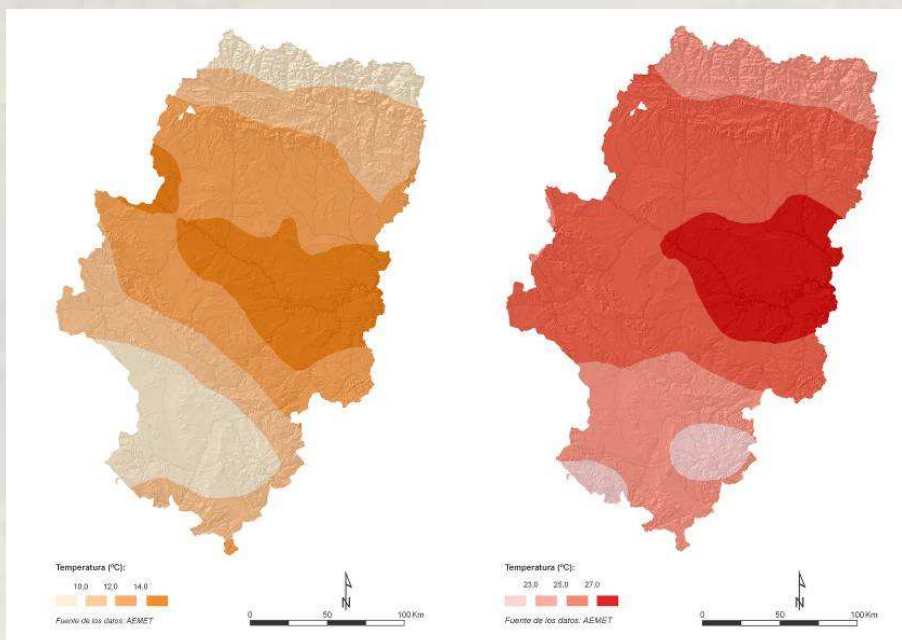 Temperatura (ºC):
10,0 12,0 14,0
Fuente de los datos: AEMET
N
0 50 100 Km
Temperatura (ºC):
23,0 25,0 27,0
Fuente de los datos: AEMET
N
0 50 100 Km